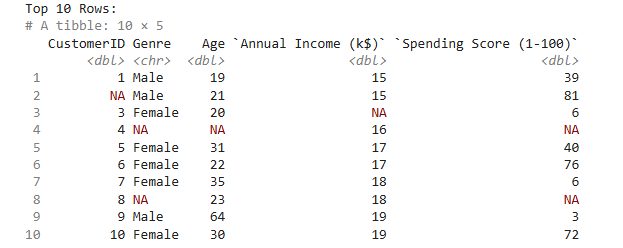 Top 10 Rows:
# A tibble: 10 × 5
CustomerID Genre Age `Annual Income (k$)` `Spending Score (1-100)`
<dbl> <chr> <dbl> <dbl> <dbl>
1 1 Male 19 15 39
2 NA Male 21 15 81
3 3 Female 20 NA 6
4 4 NA NA 16 NA
5 5 Female 31 17 40
6 6 Female 22 17 76
7 7 Female 35 18 6
8 8 NA 23 18 NA
9 9 Male 64 19 3
10 10 Female 30 19 72